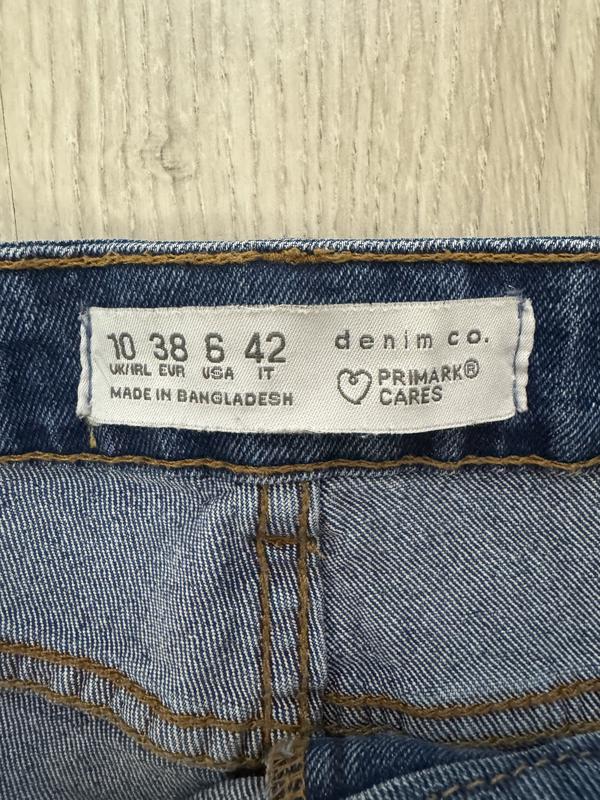 10 38 6 42
UK/IRL EUR USA IT
MADE IN BANGLADESH
denim co.
PRIMARK®
CARES